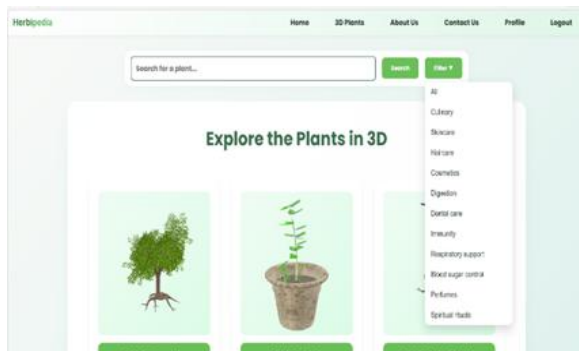 Herbipedia
Home 3D Plants About Us Contact Us Profile Logout
Search for a plant...
Search
Filter ▼
All
Culinary
Skincare
Haircare
Cosmetics
Digestion
Dental care
Immunity
Respiratory support
Blood sugar control
Perfumes
Spiritual rituals
Explore the Plants in 3D